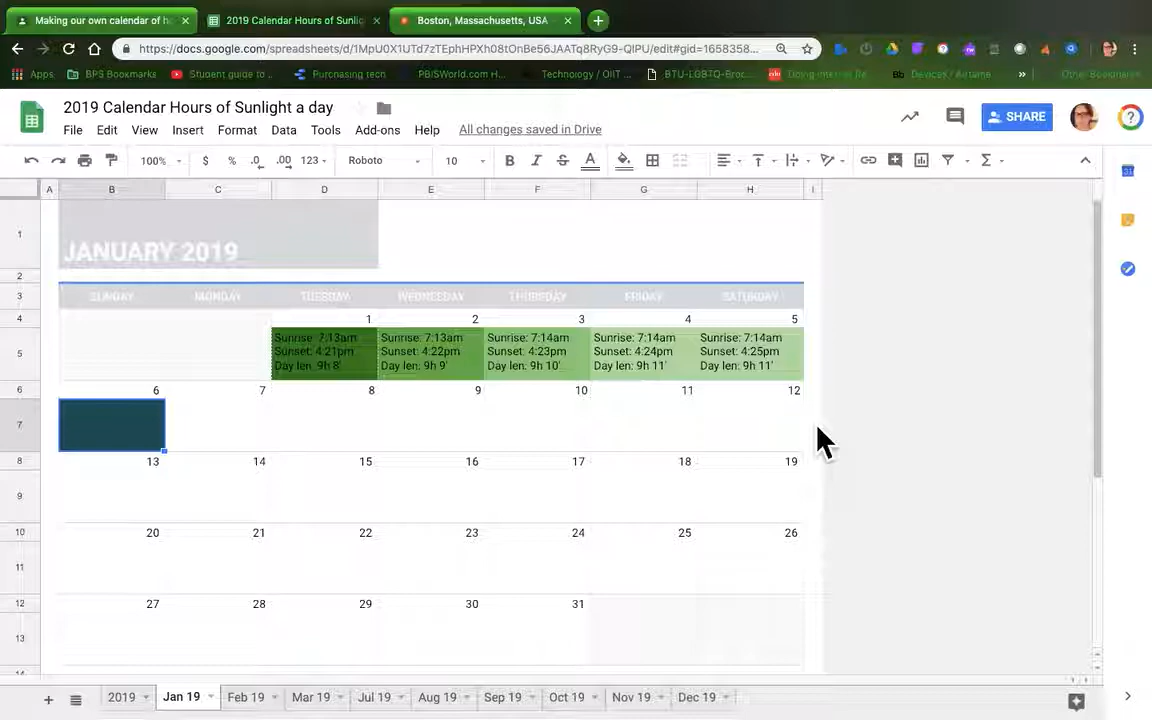 Making our own calendar of h
2019 Calendar Hours of Sunlig
Boston, Massachusetts, USA
https://docs.google.com/spreadsheets/d/1MpU0X1UTd7zTEphHPXh08tOnBe56JAATq8RyG9-QIPU/edit#gid=1658358...
Apps
BPS Bookmarks
Student guide to ...
Purchasing tech
PBISWorld.com H...
Technology / OIIT ...
BTU-LGBTQ-Broc...
Doing Internet Re
Devices / Airtame
»
Other Bookmarks
2019 Calendar Hours of Sunlight a day
File Edit View Insert Format Data Tools Add-ons Help All changes saved in Drive
SHARE
100% $ % .0 .00 123 Roboto 10 B I S A
A B C D E F G H I
1
JANUARY 2019
2
3 SUNDAY MONDAY TUESDAY WEDNESDAY THURSDAY FRIDAY SATURDAY
4 1 2 3 4 5
Sunrise: 7:13am Sunrise: 7:13am Sunrise: 7:14am Sunrise: 7:14am Sunrise: 7:14am
5 Sunset: 4:21pm Sunset: 4:22pm Sunset: 4:23pm Sunset: 4:24pm Sunset: 4:25pm
Day len: 9h 8' Day len: 9h 9' Day len: 9h 10' Day len: 9h 11' Day len: 9h 11'
6 6 7 8 9 10 11 12
7
8 13 14 15 16 17 18 19
9
10 20 21 22 23 24 25 26
11
12 27 28 29 30 31
13
14
2019 Jan 19 Feb 19 Mar 19 Jul 19 Aug 19 Sep 19 Oct 19 Nov 19 Dec 19